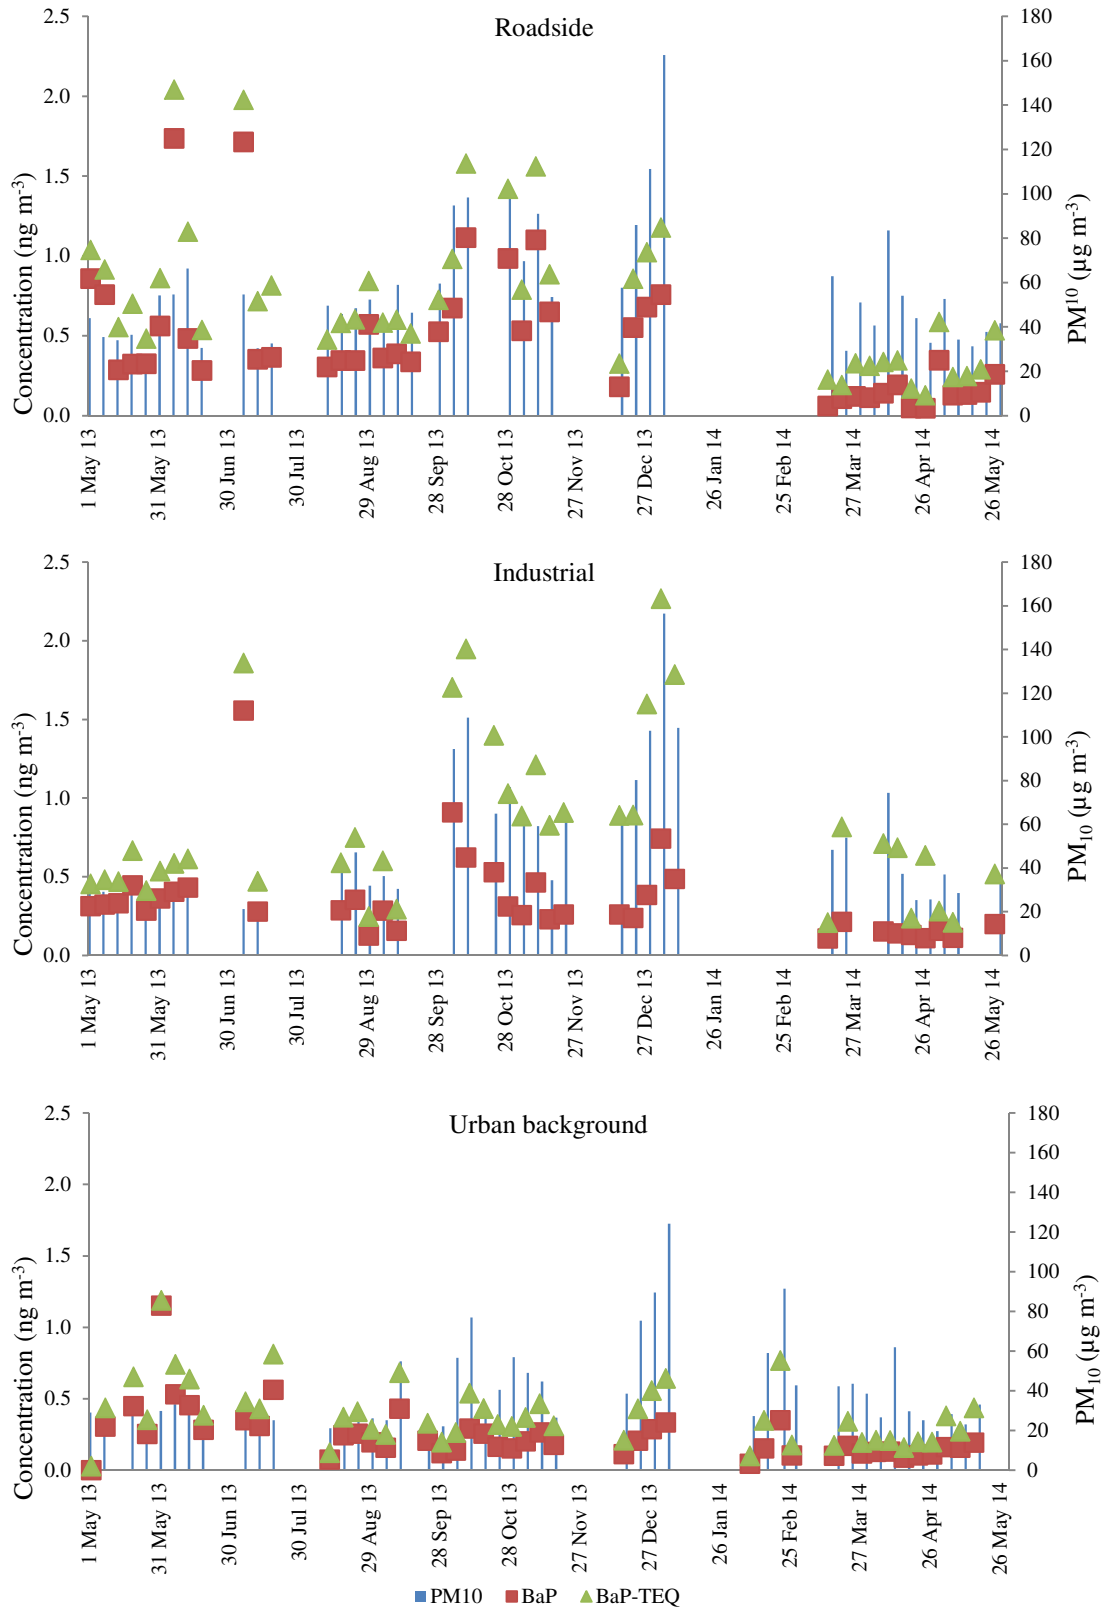 Roadside
Concentration (ng m⁻³)
2.5
2.0
1.5
1.0
0.5
0.0
180
160
140
120
100
80
60
40
20
0
PM¹⁰ (µg m⁻³)
1 May 13
31 May 13
30 Jun 13
30 Jul 13
29 Aug 13
28 Sep 13
28 Oct 13
27 Nov 13
27 Dec 13
26 Jan 14
25 Feb 14
27 Mar 14
26 Apr 14
26 May 14
Industrial
Concentration (ng m⁻³)
2.5
2.0
1.5
1.0
0.5
0.0
180
160
140
120
100
80
60
40
20
0
PM₁₀ (µg m⁻³)
1 May 13
31 May 13
30 Jun 13
30 Jul 13
29 Aug 13
28 Sep 13
28 Oct 13
27 Nov 13
27 Dec 13
26 Jan 14
25 Feb 14
27 Mar 14
26 Apr 14
26 May 14
Urban background
Concentration (ng m⁻³)
2.5
2.0
1.5
1.0
0.5
0.0
180
160
140
120
100
80
60
40
20
0
PM₁₀ (µg m⁻³)
1 May 13
31 May 13
30 Jun 13
30 Jul 13
29 Aug 13
28 Sep 13
28 Oct 13
27 Nov 13
27 Dec 13
26 Jan 14
25 Feb 14
27 Mar 14
26 Apr 14
26 May 14
PM10 BaP BaP-TEQ